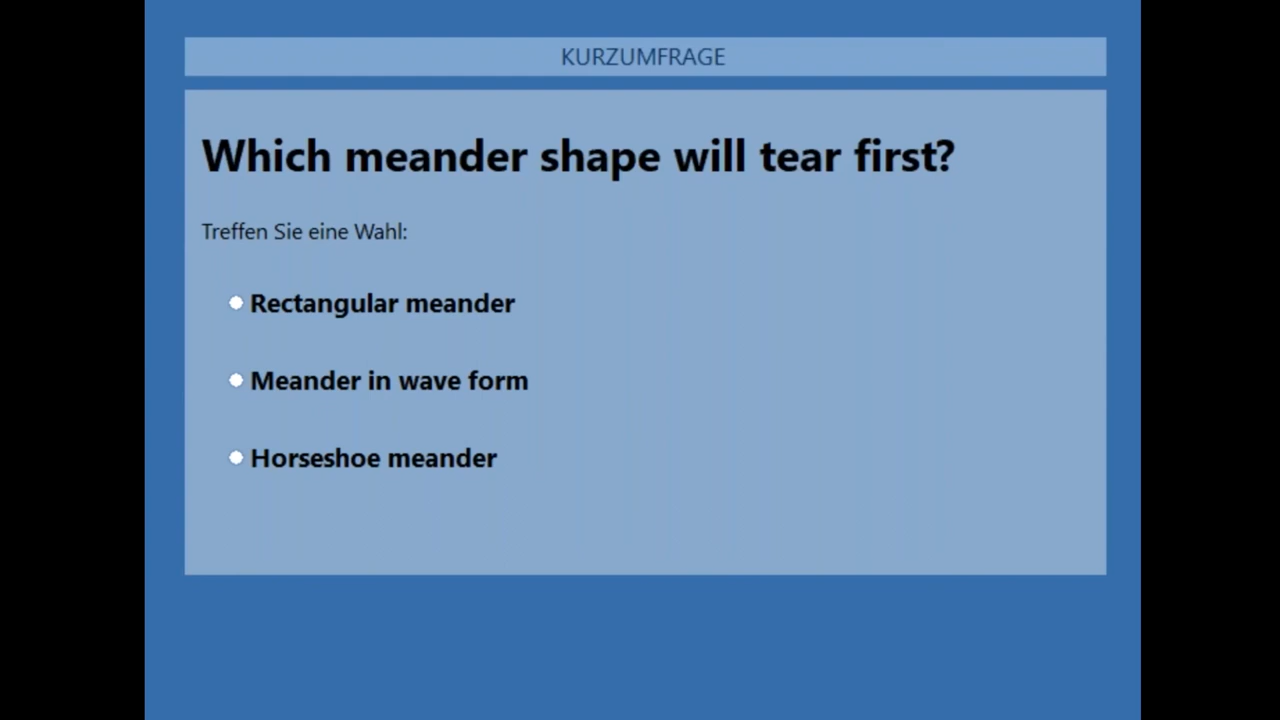 KURZUMFRAGE
Which meander shape will tear first?
Treffen Sie eine Wahl:
Rectangular meander
Meander in wave form
Horseshoe meander